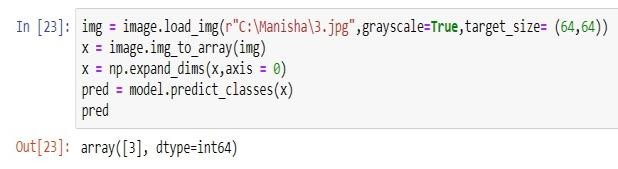 In [23]: img = image.load_img(r"C:\Manisha\3.jpg",grayscale=True,target_size= (64,64))
x = image.img_to_array(img)
x = np.expand_dims(x,axis = 0)
pred = model.predict_classes(x)
pred
Out[23]: array([3], dtype=int64)